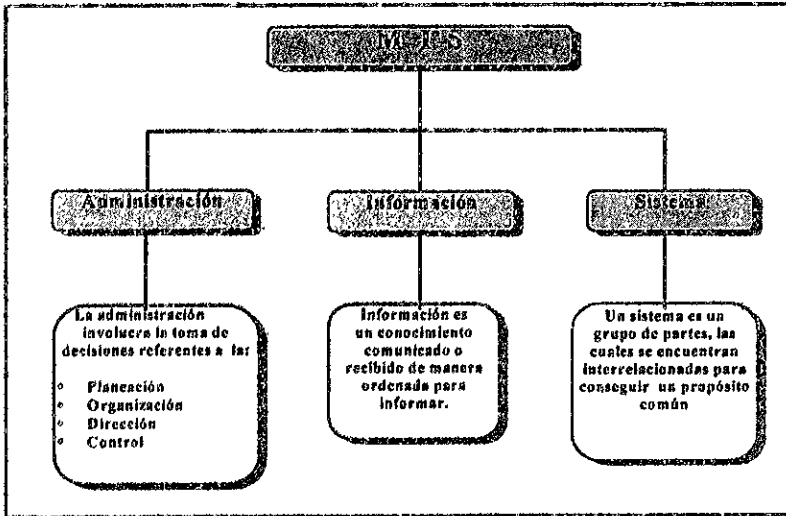 M I S
Administración
Información
Sistema
La administración
involucra la toma de
decisiones referentes a la:
Planeación
Organización
Dirección
Control
Información es
un conocimiento
comunicado o
recibido de manera
ordenada para
informar.
Un sistema es un
grupo de partes, las
cuales se encuentran
interrelacionadas para
conseguir un propósito
común